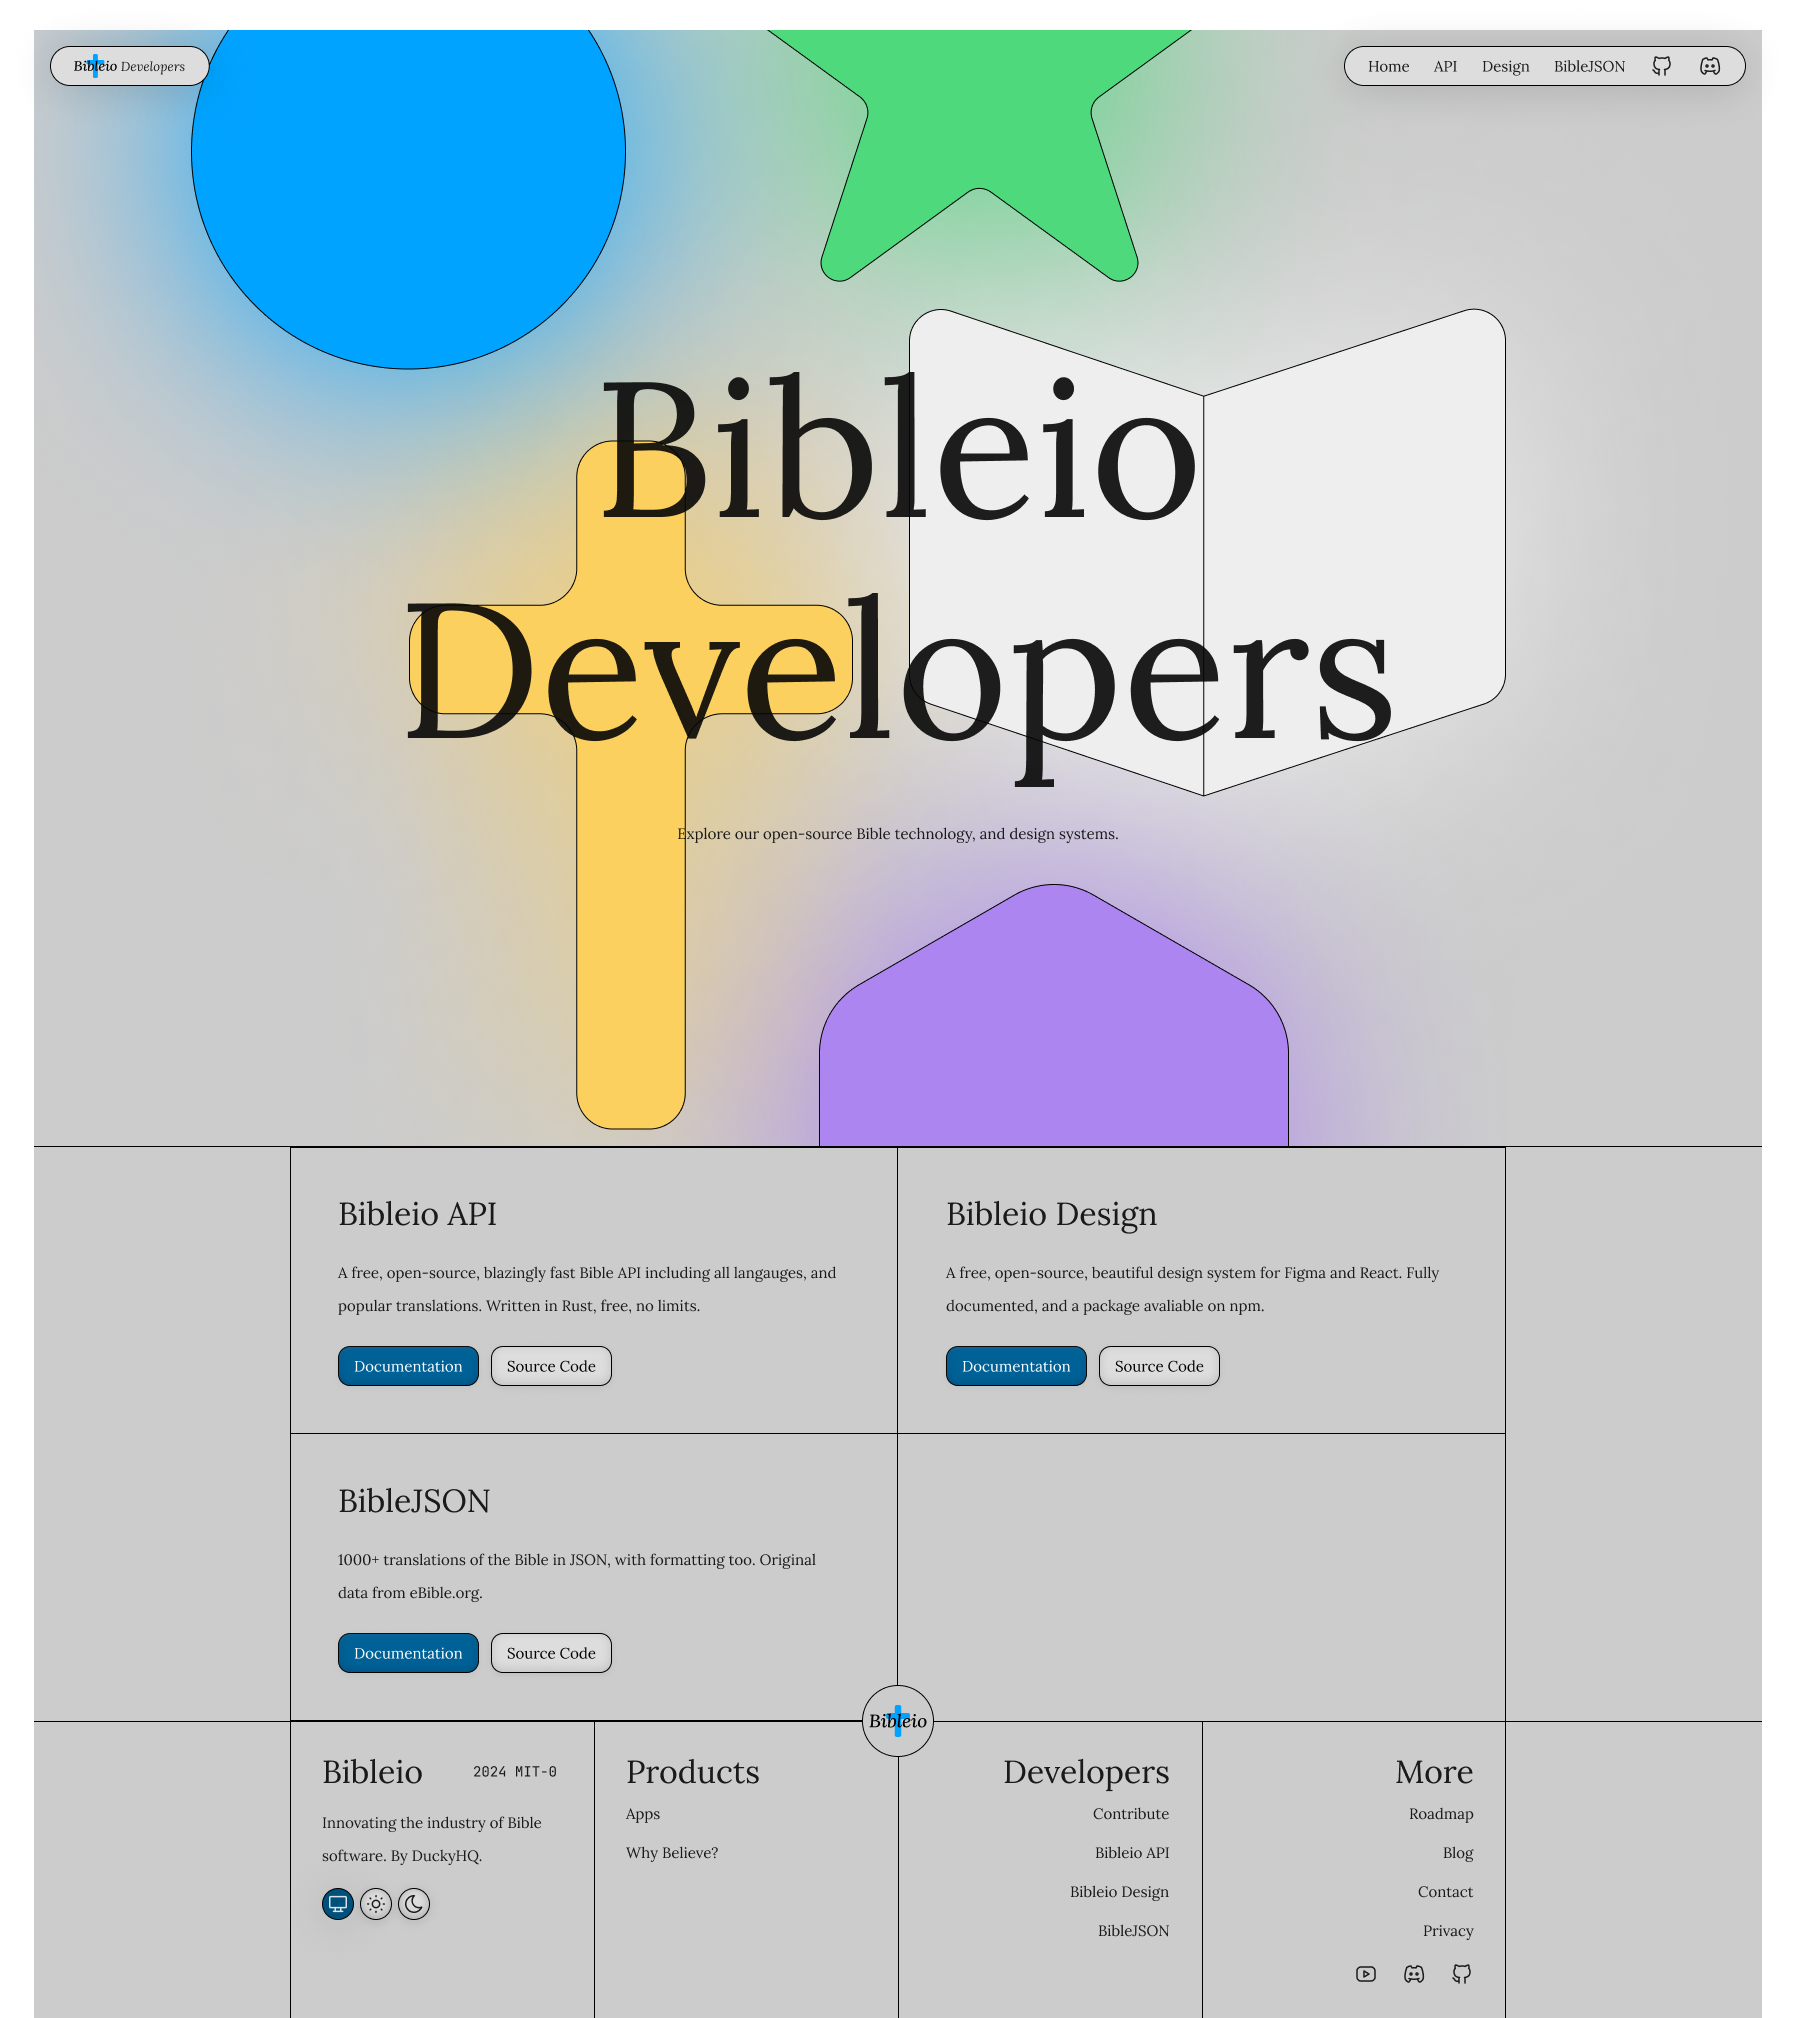 Bibleio Developers
Home API Design BibleJSON
Bibleio
Developers
Explore our open-source Bible technology, and design systems.
Bibleio API
A free, open-source, blazingly fast Bible API including all langauges, and
popular translations. Written in Rust, free, no limits.
Documentation Source Code
Bibleio Design
A free, open-source, beautiful design system for Figma and React. Fully
documented, and a package avaliable on npm.
Documentation Source Code
BibleJSON
1000+ translations of the Bible in JSON, with formatting too. Original
data from eBible.org.
Documentation Source Code
Bibleio
Bibleio 2024 MIT-0
Innovating the industry of Bible
software. By DuckyHQ.
Products
Apps
Why Believe?
Developers
Contribute
Bibleio API
Bibleio Design
BibleJSON
More
Roadmap
Blog
Contact
Privacy